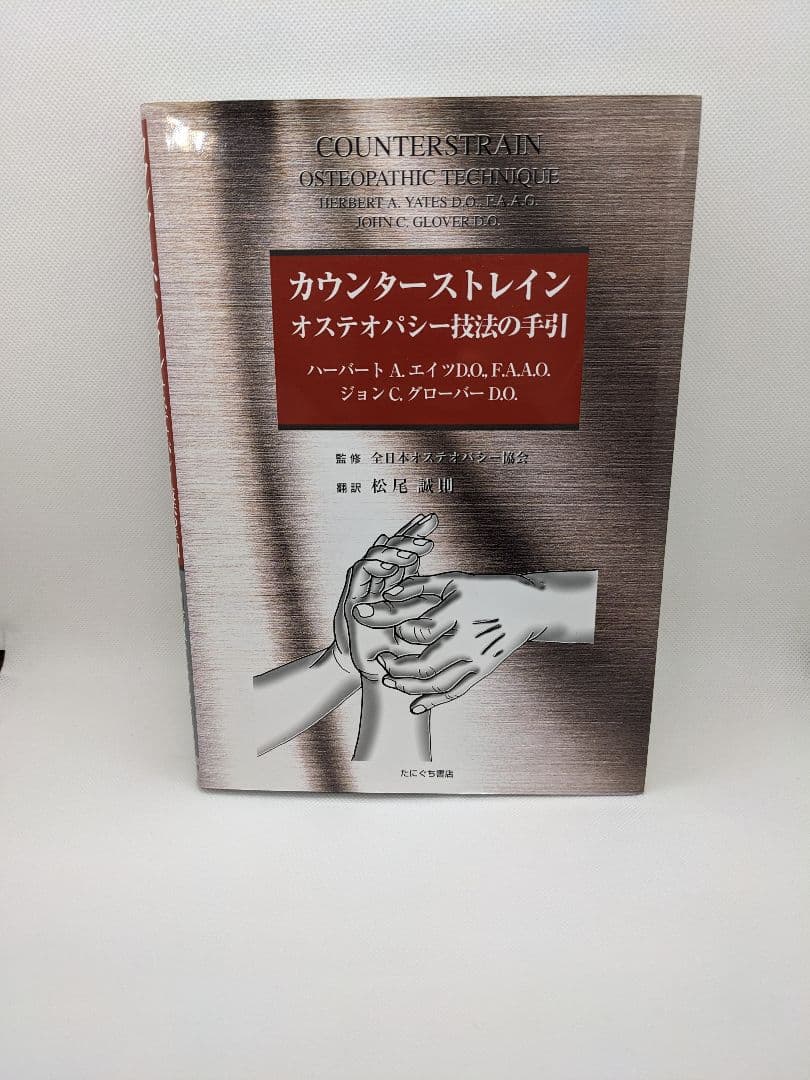 COUNTERSTRAIN
OSTEOPATHIC TECHNIQUE
HERBERT A. YATES D.O., F.A.A.O.
JOHN C. GLOVER D.O.
カウンターストレイン
オステオパシー技法の手引
ハーバート A. エイツD.O., F.A.A.O.
ジョン C. グローバー D.O.
監修 全日本オステオパシー協会
翻訳 松尾 誠則
たにぐち書店